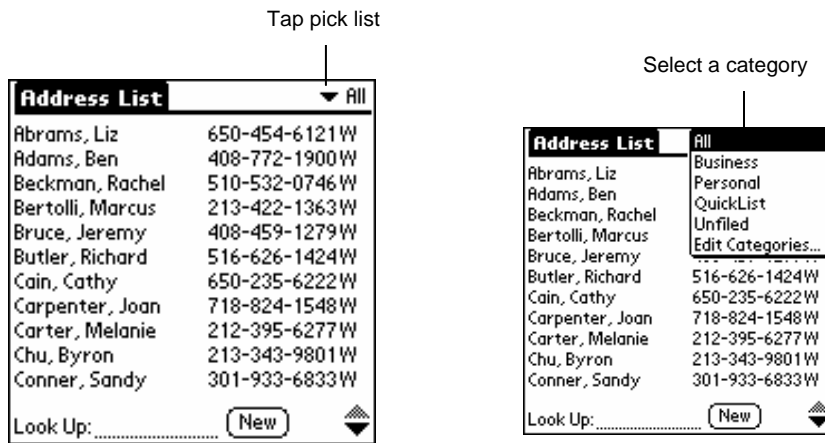 Tap pick list
Address List All
Abrams, Liz 650-454-6121W
Adams, Ben 408-772-1900W
Beckman, Rachel 510-532-0746W
Bertolli, Marcus 213-422-1363W
Bruce, Jeremy 408-459-1279W
Butler, Richard 516-626-1424W
Cain, Cathy 650-235-6222W
Carpenter, Joan 718-824-1548W
Carter, Melanie 212-395-6277W
Chu, Byron 213-343-9801W
Conner, Sandy 301-933-6833W
Look Up: New
Select a category
Address List All
Business
Abrams, Liz
Personal
Adams, Ben
QuickList
Beckman, Rachel
Unfiled
Bertolli, Marcus
Edit Categories...
Bruce, Jeremy
Butler, Richard 516-626-1424W
Cain, Cathy 650-235-6222W
Carpenter, Joan 718-824-1548W
Carter, Melanie 212-395-6277W
Chu, Byron 213-343-9801W
Conner, Sandy 301-933-6833W
Look Up: New